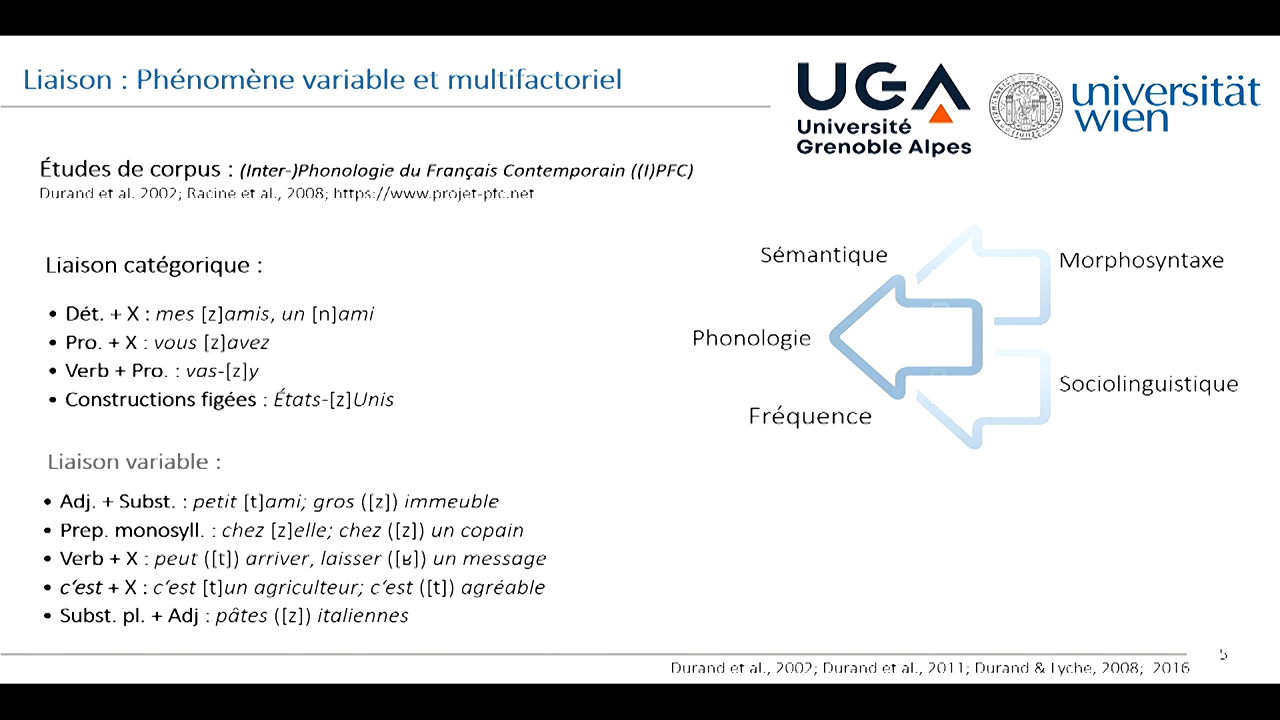 Liaison : Phénomène variable et multifactoriel
UGA
Université
Grenoble Alpes
universität
wien
Études de corpus : (Inter-)Phonologie du Français Contemporain ((I)PFC)
Durand et al. 2002; Racine et al., 2008; https://www.projet-pfc.net
Liaison catégorique :
• Dét. + X : mes [z]amis, un [n]ami
• Pro. + X : vous [z]avez
• Verb + Pro. : vas-[z]y
• Constructions figées : États-[z]Unis
Liaison variable :
• Adj. + Subst. : petit [t]ami; gros ([z]) immeuble
• Prep. monosyll. : chez [z]elle; chez ([z]) un copain
• Verb + X : peut ([t]) arriver, laisser ([ʁ]) un message
• c‘est + X : c‘est [t]un agriculteur; c‘est ([t]) agréable
• Subst. pl. + Adj : pâtes ([z]) italiennes
Sémantique
Morphosyntaxe
Phonologie
Sociolinguistique
Fréquence
5
Durand et al., 2002; Durand et al., 2011; Durand & Lyche, 2008; 2016